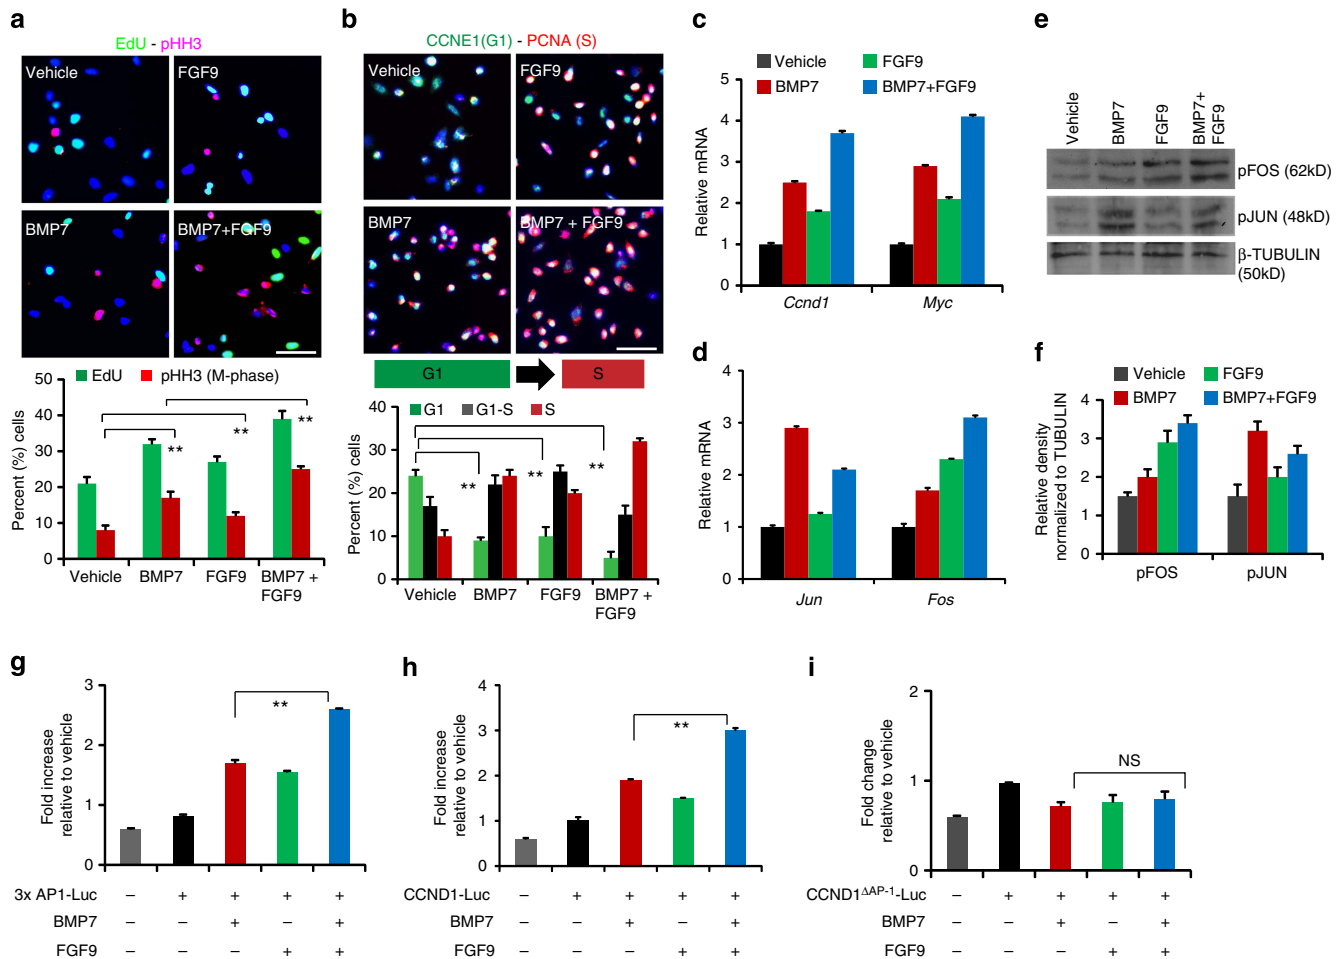 a
EdU - pHH3
Vehicle
FGF9
BMP7
BMP7+FGF9
EdU
pHH3 (M-phase)
Percent (%) cells
50
40
30
20
10
0
**
**
**
Vehicle
BMP7
FGF9
BMP7 +
FGF9
b
CCNE1(G1) - PCNA (S)
Vehicle
FGF9
BMP7
BMP7 + FGF9
G1
S
G1
G1-S
S
Percent (%) cells
40
30
20
10
0
**
**
**
Vehicle
BMP7
FGF9
BMP7 +
FGF9
c
Vehicle
FGF9
BMP7
BMP7+FGF9
Relative mRNA
5
4
3
2
1
0
Ccnd1
Myc
d
Relative mRNA
4
3
2
1
0
Jun
Fos
e
Vehicle
BMP7
FGF9
BMP7+
FGF9
pFOS (62kD)
pJUN (48kD)
β-TUBULIN
(50kD)
f
Vehicle
FGF9
BMP7
BMP7+FGF9
Relative density
normalized to TUBULIN
4
3
2
1
0
pFOS
pJUN
g
Fold increase
relative to vehicle
3
2
1
0
**
3x AP1-Luc – + + + +
BMP7 – – + – +
FGF9 – – – + +
h
Fold increase
relative to vehicle
4
3
2
1
0
**
CCND1-Luc – + + + +
BMP7 – – + – +
FGF9 – – – + +
i
Fold change
relative to vehicle
2
1
0
NS
CCND1ΔAP-1-Luc – + + + +
BMP7 – – + – +
FGF9 – – – + +